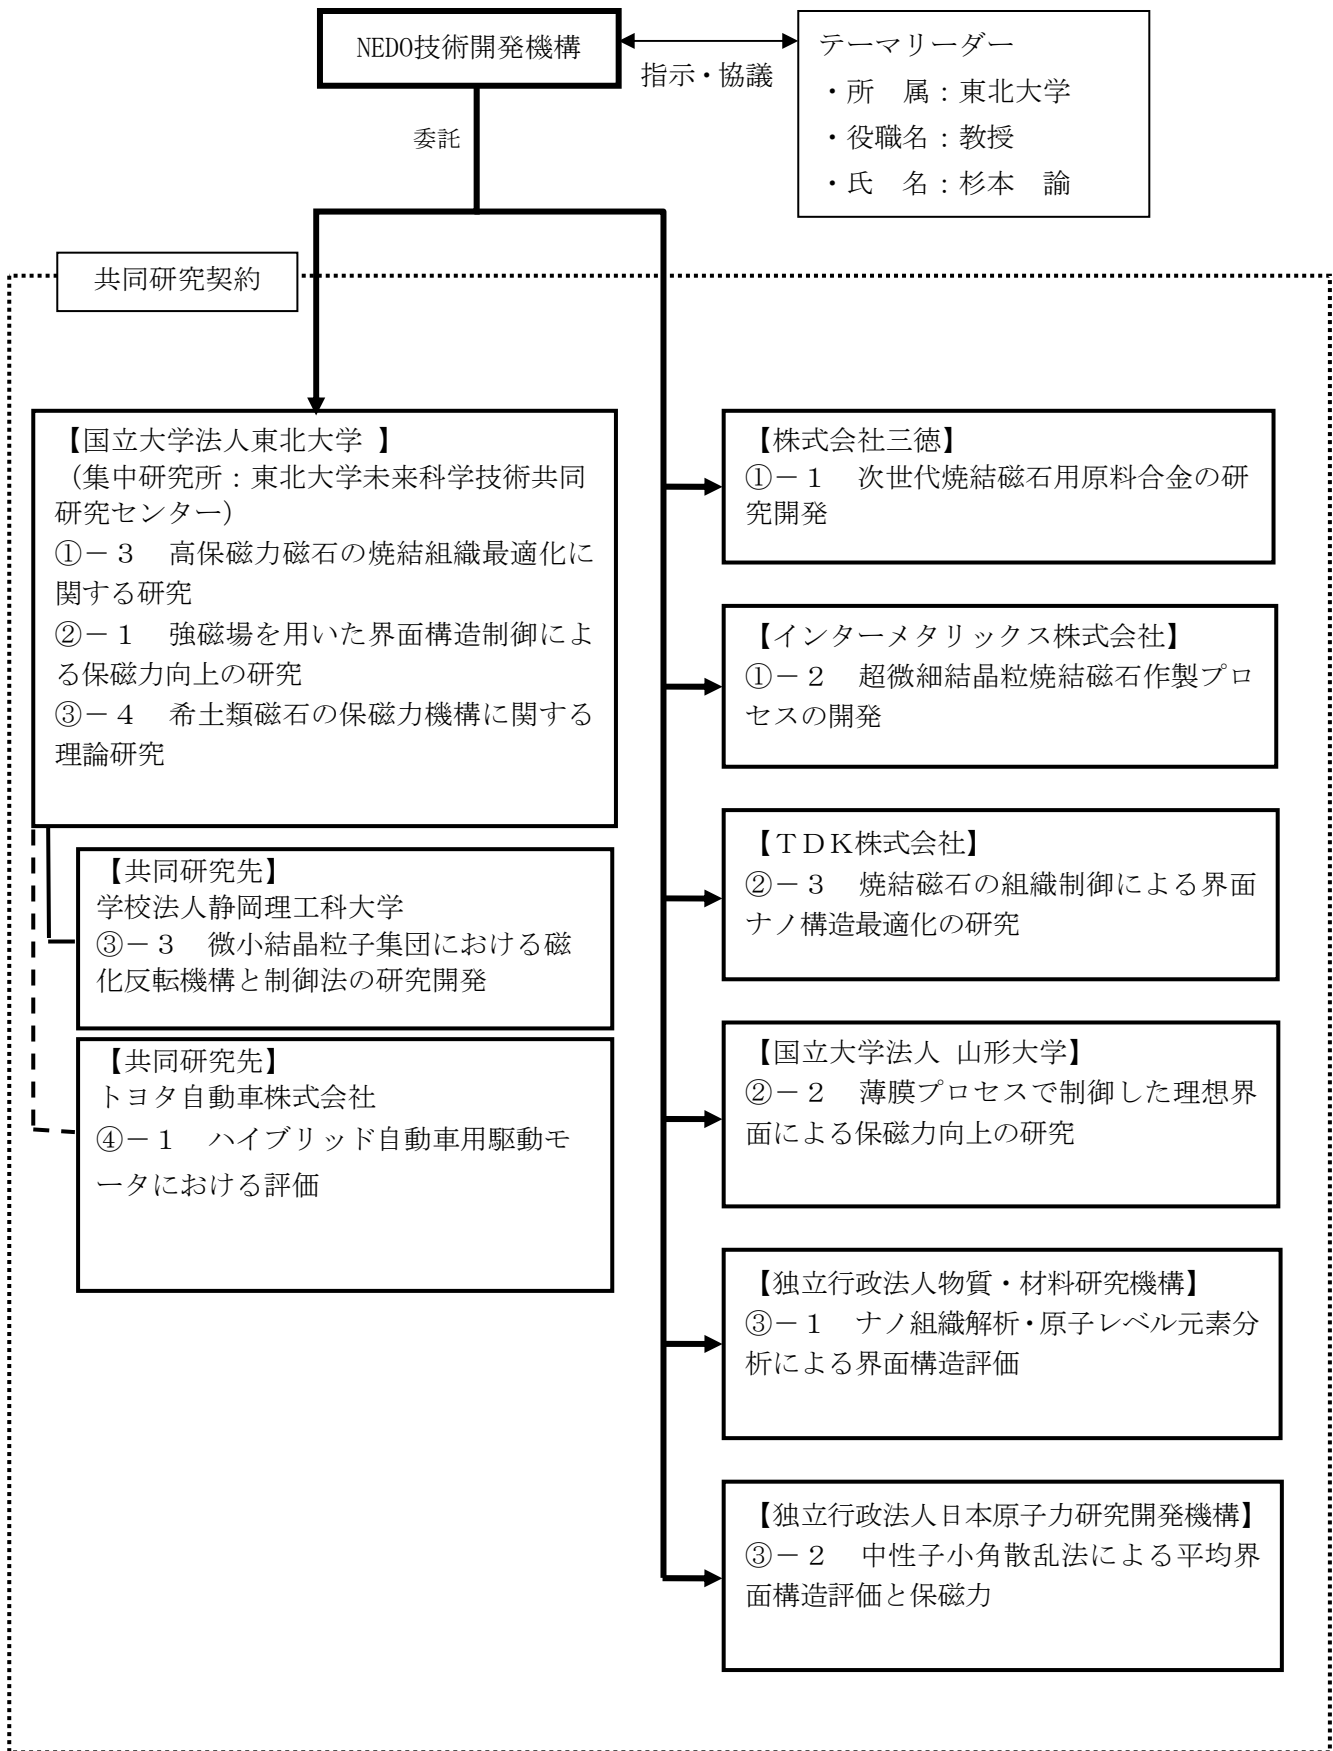 NEDO技術開発機構
指示・協議
テーマリーダー
・所　属：東北大学
・役職名：教授
・氏　名：杉本　諭
委託
共同研究契約
【国立大学法人東北大学 】
（集中研究所：東北大学未来科学技術共同
研究センター）
①－３　高保磁力磁石の焼結組織最適化に
関する研究
②－１　強磁場を用いた界面構造制御によ
る保磁力向上の研究
③－４　希土類磁石の保磁力機構に関する
理論研究
【共同研究先】
学校法人静岡理工科大学
③－３　微小結晶粒子集団における磁
化反転機構と制御法の研究開発
【共同研究先】
トヨタ自動車株式会社
④－１　ハイブリッド自動車用駆動モ
ータにおける評価
【株式会社三徳】
①－１　次世代焼結磁石用原料合金の研
究開発
【インターメタリックス株式会社】
①－２　超微細結晶粒焼結磁石作製プロ
セスの開発
【ＴＤＫ株式会社】
②－３　焼結磁石の組織制御による界面
ナノ構造最適化の研究
【国立大学法人 山形大学】
②－２　薄膜プロセスで制御した理想界
面による保磁力向上の研究
【独立行政法人物質・材料研究機構】
③－１　ナノ組織解析・原子レベル元素分
析による界面構造評価
【独立行政法人日本原子力研究開発機構】
③－２　中性子小角散乱法による平均界
面構造評価と保磁力